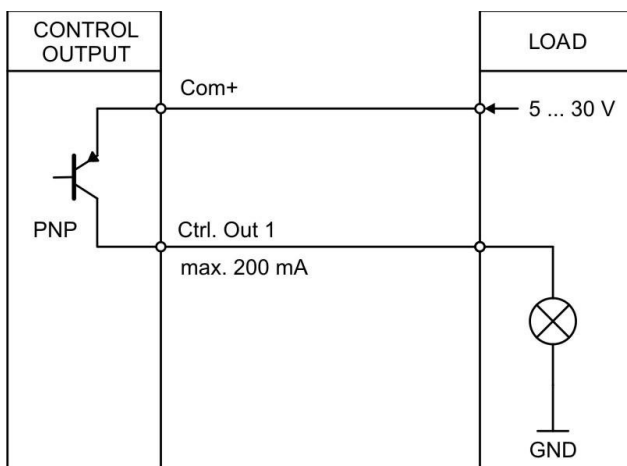 CONTROL
OUTPUT
LOAD
Com+
5 ... 30 V
PNP
Ctrl. Out 1
max. 200 mA
GND